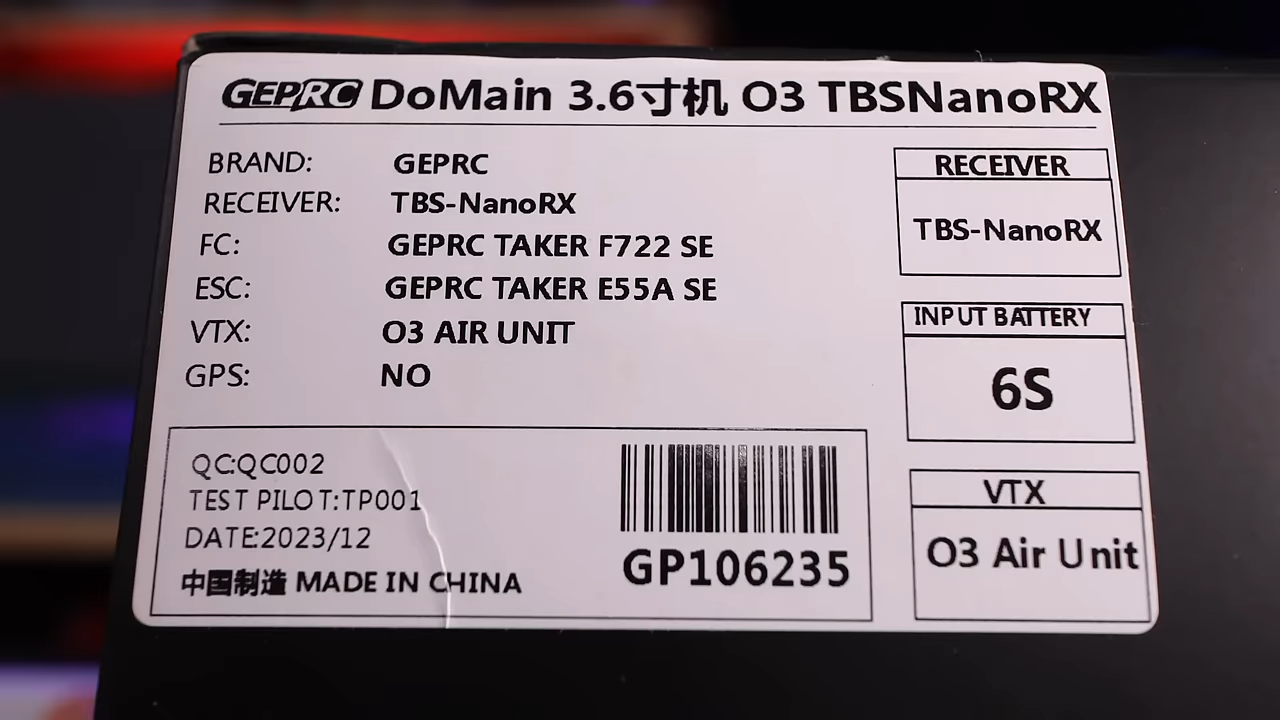 GEPRC DoMain 3.6寸机 O3 TBSNanoRX
BRAND: GEPRC
RECEIVER: TBS-NanoRX
FC: GEPRC TAKER F722 SE
ESC: GEPRC TAKER E55A SE
VTX: O3 AIR UNIT
GPS: NO
RECEIVER
TBS-NanoRX
INPUT BATTERY
6S
VTX
O3 Air Unit
QC:QC002
TEST PILOT:TP001
DATE:2023/12
中国制造 MADE IN CHINA
GP106235